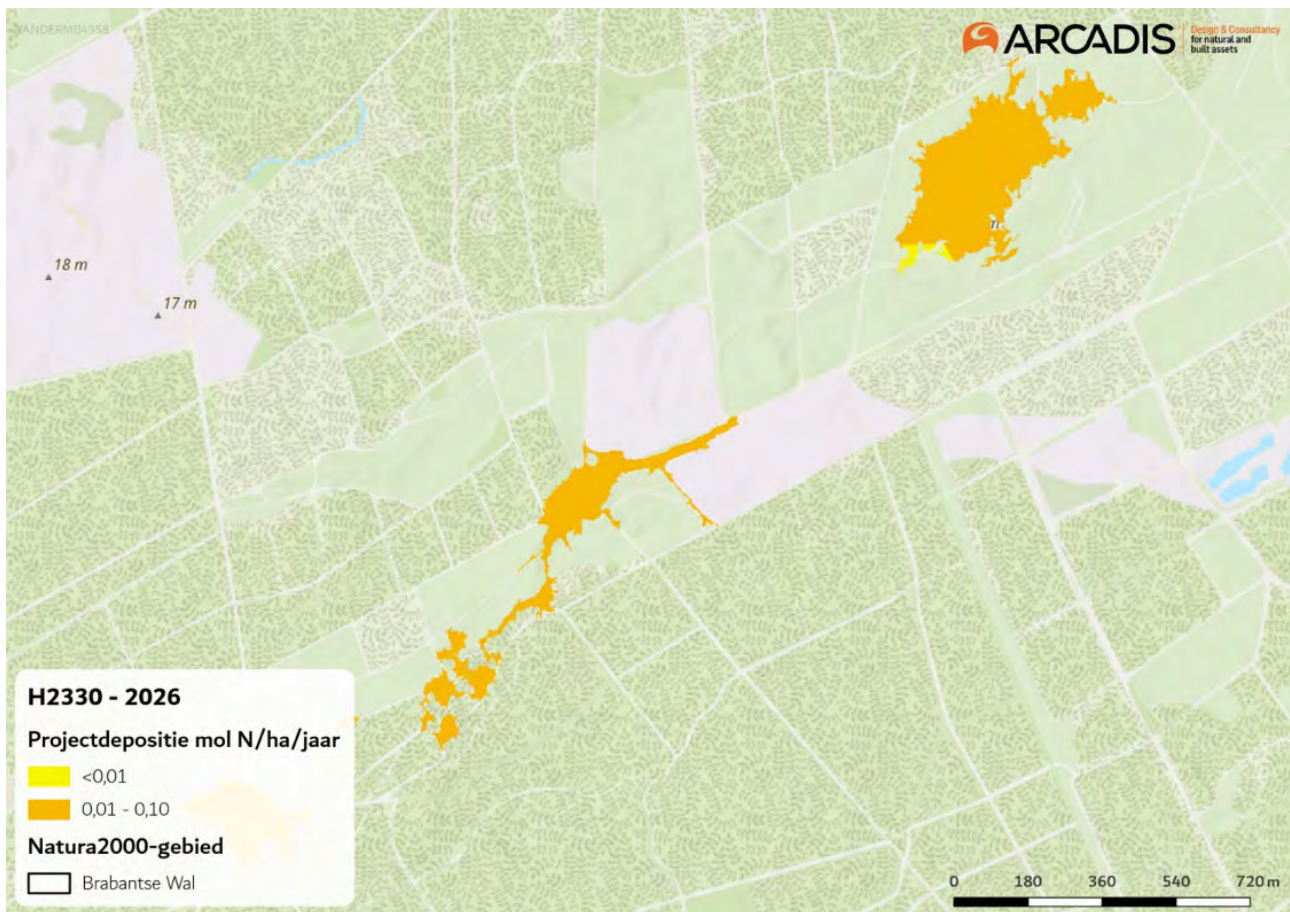 VANDERMB4958
ARCADIS
Design & Consultancy
for natural and
built assets
18 m
17 m
H2330 - 2026
Projectdepositie mol N/ha/jaar
<0,01
0,01 - 0,10
Natura2000-gebied
Brabantse Wal
0 180 360 540 720 m